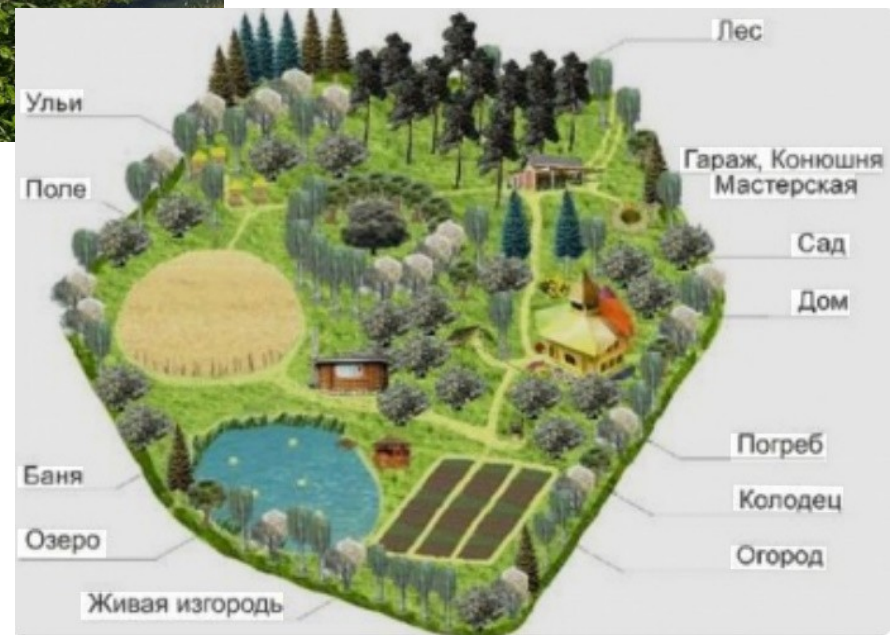 Лес
Ульи
Гараж, Конюшня
Мастерская
Поле
Сад
Дом
Погреб
Баня
Колодец
Озеро
Огород
Живая изгородь